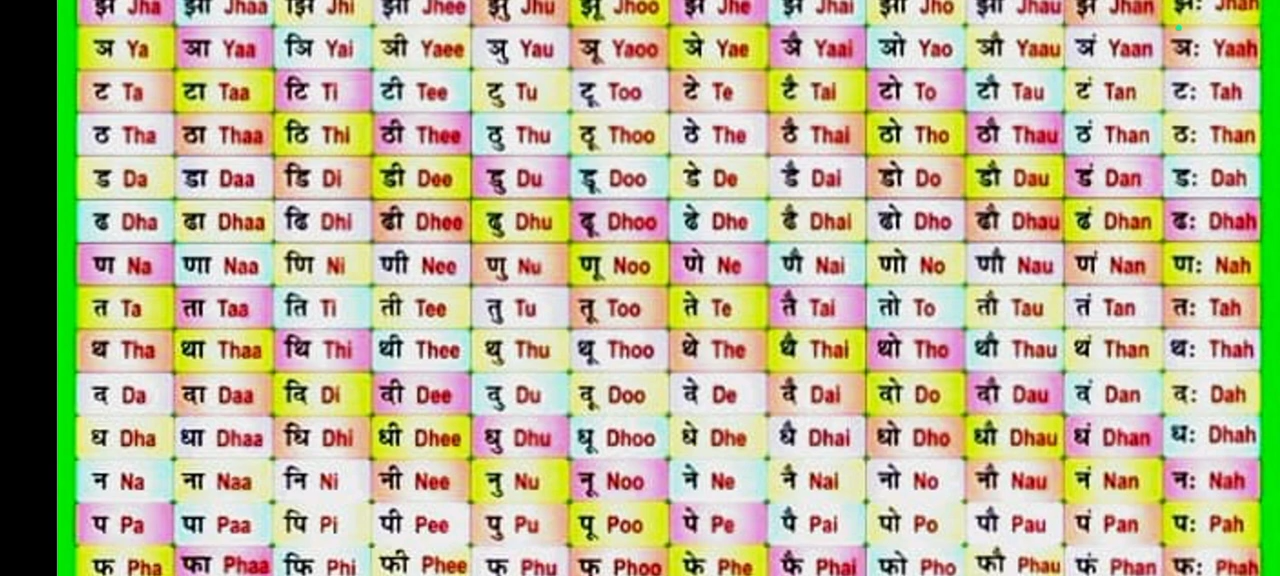 झ Jha झा Jhaa झि Jhi झी Jhee झु Jhu झू Jhoo झे Jhe झै Jhai झो Jho झौ Jhau झं Jhan झः Jhah
ञ Ya ञा Yaa ञि Yai ञी Yaee ञु Yau ञू Yaoo ञे Yae ञै Yaai ञो Yao ञौ Yaau ञं Yaan ञः Yaah
ट Ta टा Taa टि Ti टी Tee टु Tu टू Too टे Te टै Tai टो To टौ Tau टं Tan टः Tah
ठ Tha ठा Thaa ठि Thi ठी Thee ठु Thu ठू Thoo ठे The ठै Thai ठो Tho ठौ Thau ठं Than ठः Than
ड Da डा Daa डि Di डी Dee डु Du डू Doo डे De डै Dai डो Do डौ Dau डं Dan डः Dah
ढ Dha ढा Dhaa ढि Dhi ढी Dhee ढु Dhu ढू Dhoo ढे Dhe ढै Dhai ढो Dho ढौ Dhau ढं Dhan ढः Dhah
ण Na णा Naa णि Ni णी Nee णु Nu णू Noo णे Ne णै Nai णो No णौ Nau णं Nan णः Nah
त Ta ता Taa ति Ti ती Tee तु Tu तू Too ते Te तै Tai तो To तौ Tau तं Tan तः Tah
थ Tha था Thaa थि Thi थी Thee थु Thu थू Thoo थे The थै Thai थो Tho थौ Thau थं Than थः Thah
द Da दा Daa दि Di दी Dee दु Du दू Doo दे De दै Dai दो Do दौ Dau दं Dan दः Dah
ध Dha धा Dhaa धि Dhi धी Dhee धु Dhu धू Dhoo धे Dhe धै Dhai धो Dho धौ Dhau धं Dhan धः Dhah
न Na ना Naa नि Ni नी Nee नु Nu नू Noo ने Ne नै Nai नो No नौ Nau नं Nan नः Nah
प Pa पा Paa पि Pi पी Pee पु Pu पू Poo पे Pe पै Pai पो Po पौ Pau पं Pan पः Pah
फ Pha फा Phaa फि Phi फी Phee फु Phu फू Phoo फे Phe फै Phai फो Pho फौ Phau फं Phan फः Phah